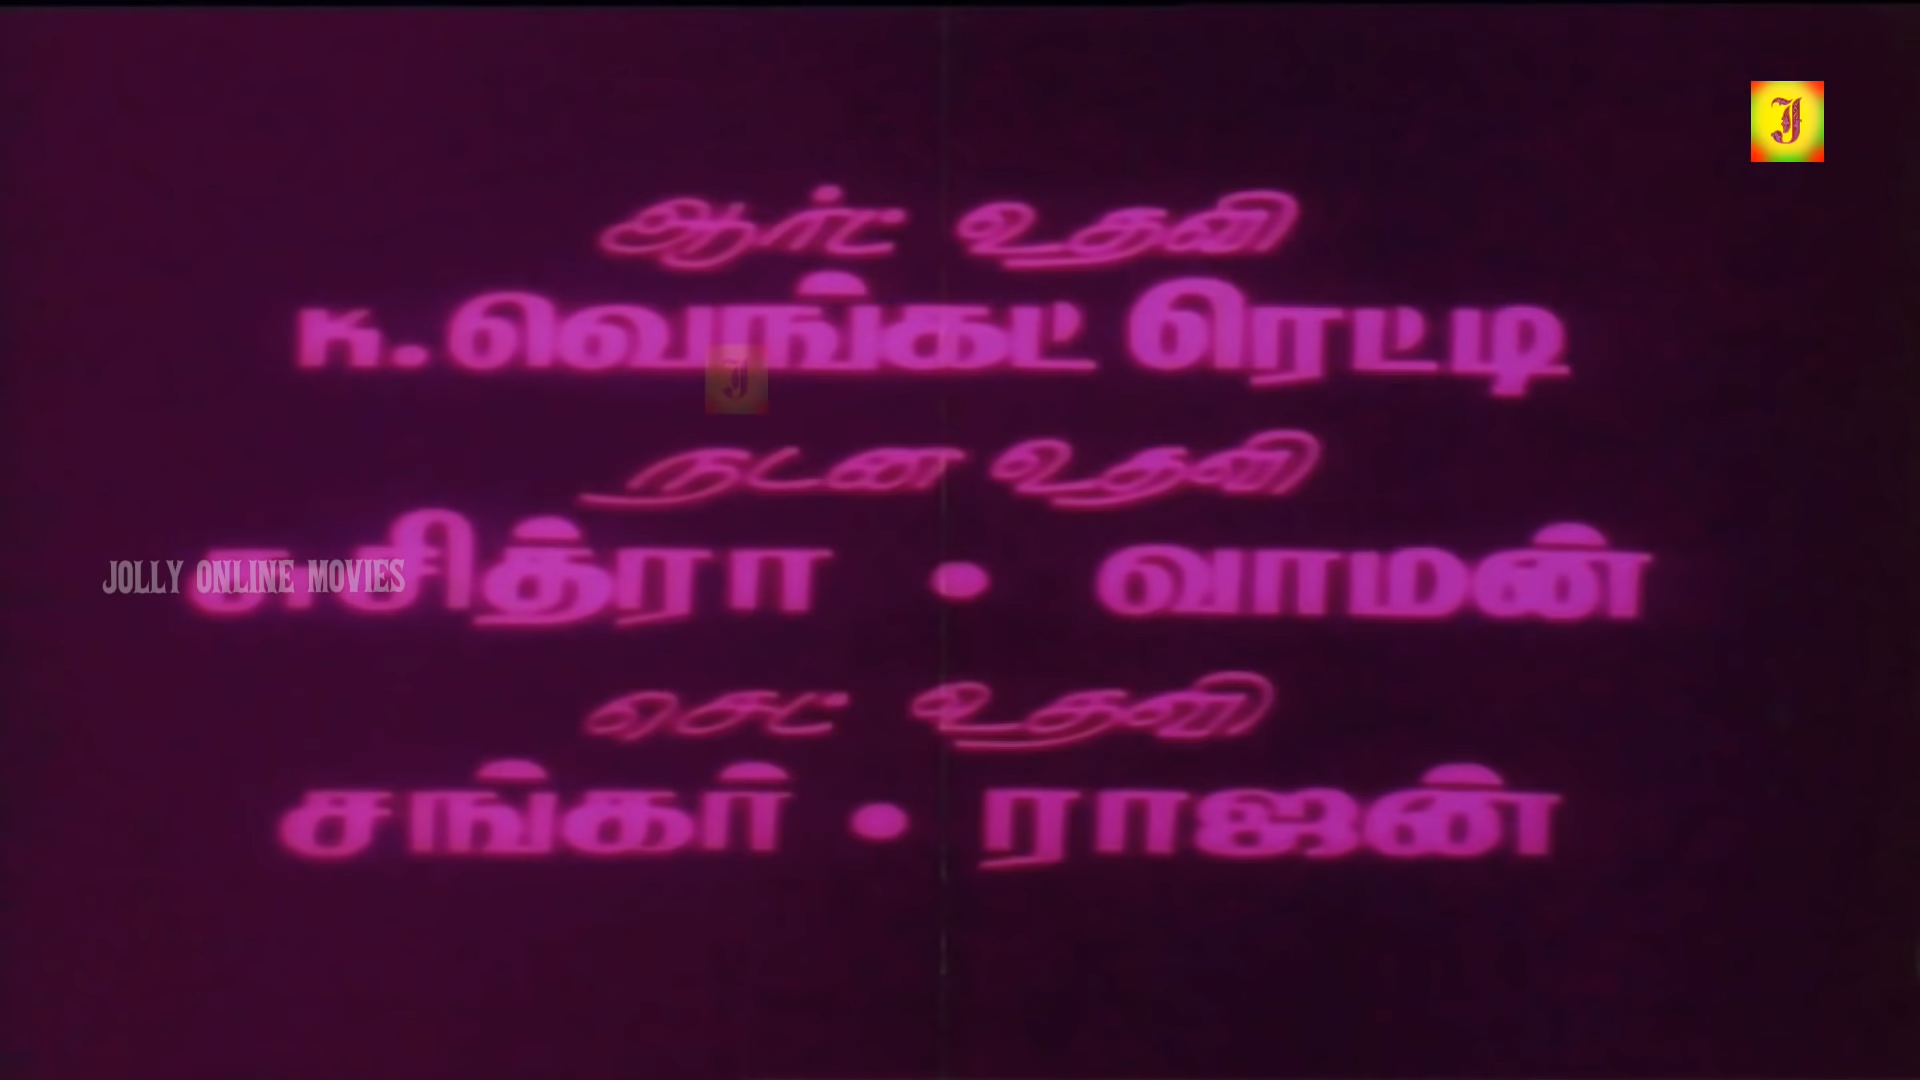 ஆர்ட் உதவி
K.வெங்கட் ரெட்டி
நடன உதவி
சுசித்ரா • வாமன்
JOLLY ONLINE MOVIES
செட் உதவி
சங்கர் • ராஜன்